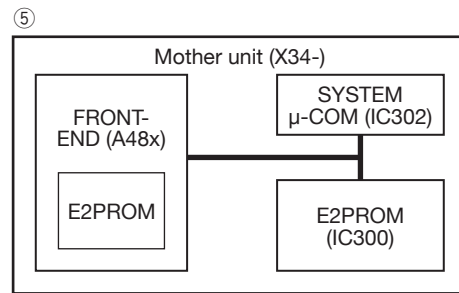 ⑤
Mother unit (X34-)
FRONT-
END (A48x)
E2PROM
SYSTEM
µ-COM (IC302)
E2PROM
(IC300)